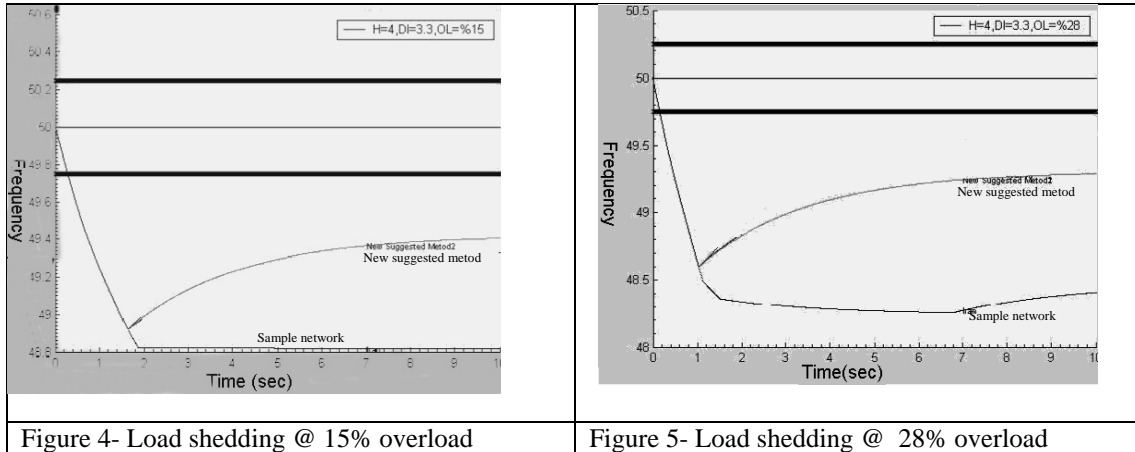 50.6
50.4
50.2
50
49.8
49.6
49.4
49.2
49
48.8
Frequency
H=4,DI=3.3,OL=%15
New Suggested Metod2
New suggested metod
Sample network
0 1 2 3 4 5 6 7 8 9 10
Time (sec)
50.5
50
49.5
49
48.5
48
Frequency
H=4,DI=3.3,OL=%28
New Suggested Metod2
New suggested metod
Sample network
0 1 2 3 4 5 6 7 8 9 10
Time(sec)
Figure 4- Load shedding @ 15% overload
Figure 5- Load shedding @ 28% overload